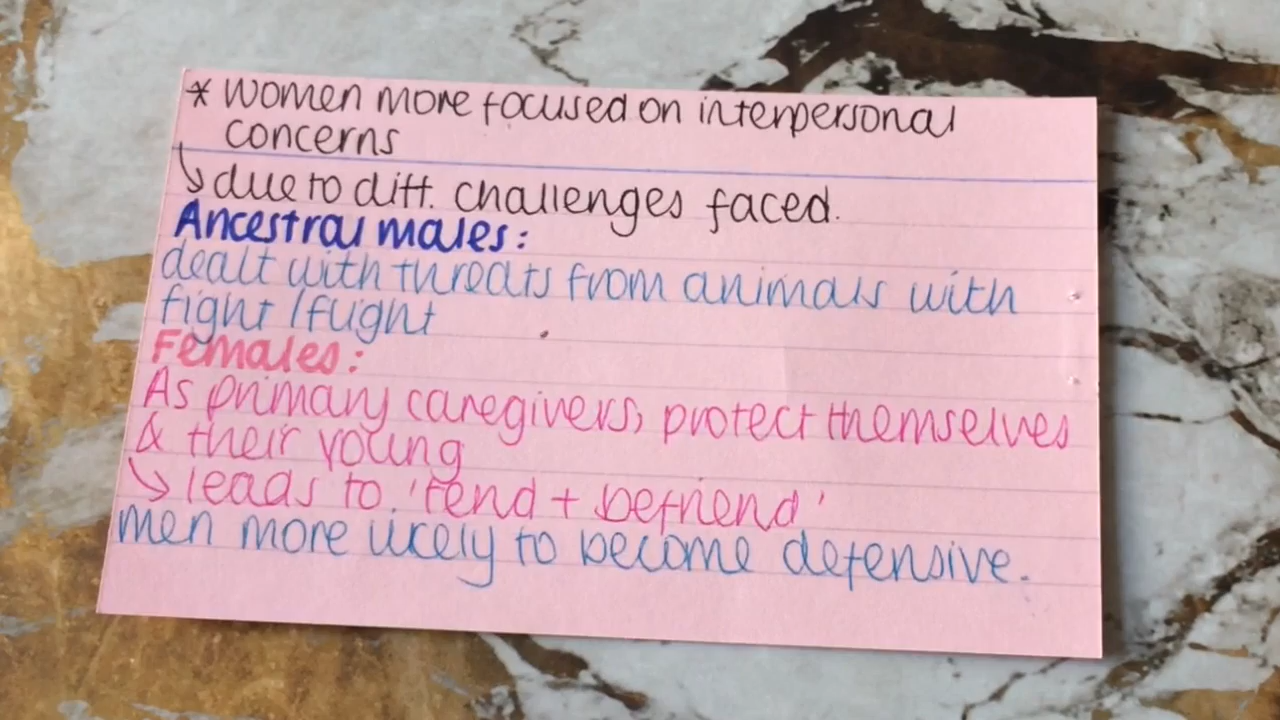 * Women more focused on interpersonal
concerns
↳ due to diff. challenges faced.
Ancestral males:
dealt with threats from animals with
fight / flight
Females:
As primary caregivers, protect themselves
& their young
↳ leads to 'tend + befriend'
men more likely to become defensive.